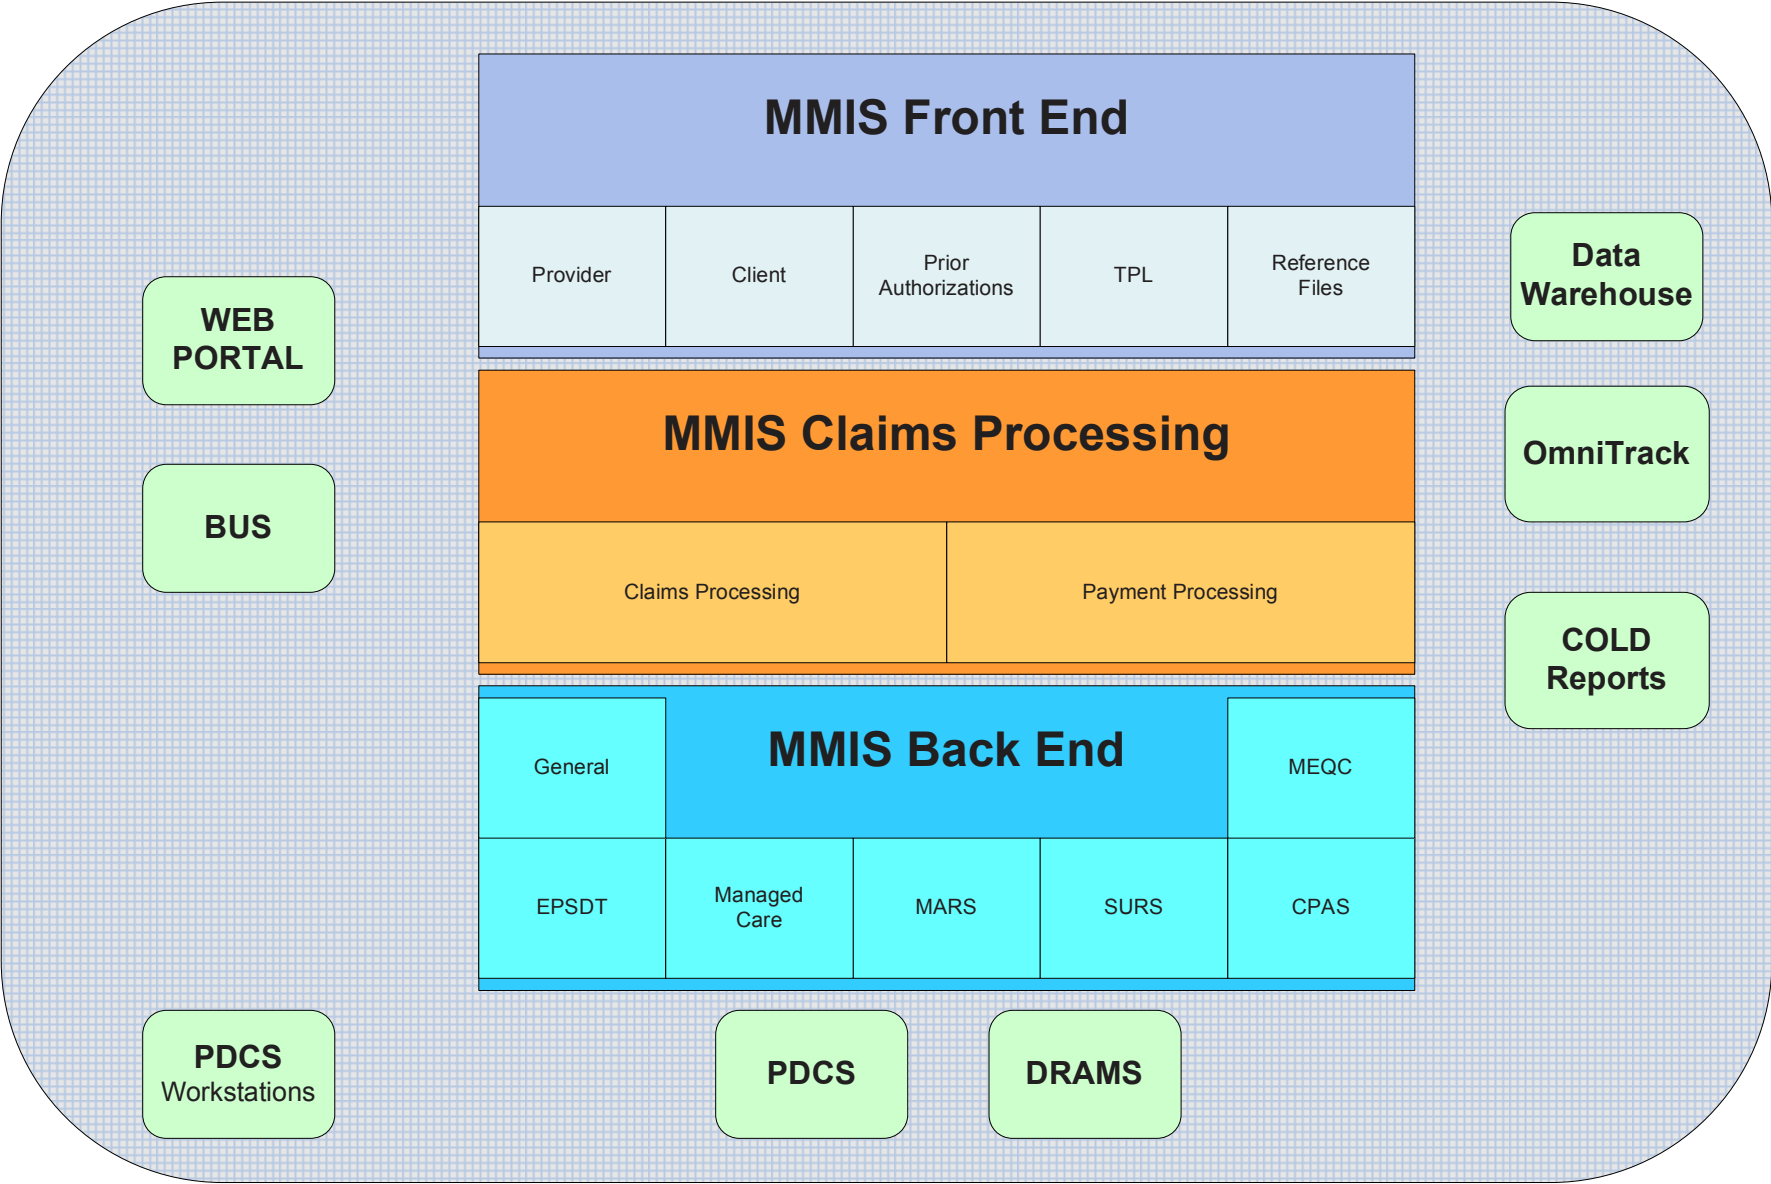 MMIS Front End
Provider
Client
Prior
Authorizations
TPL
Reference
Files
WEB
PORTAL
BUS
Data
Warehouse
OmniTrack
COLD
Reports
MMIS Claims Processing
Claims Processing
Payment Processing
MMIS Back End
General
MEQC
EPSDT
Managed
Care
MARS
SURS
CPAS
PDCS
Workstations
PDCS
DRAMS